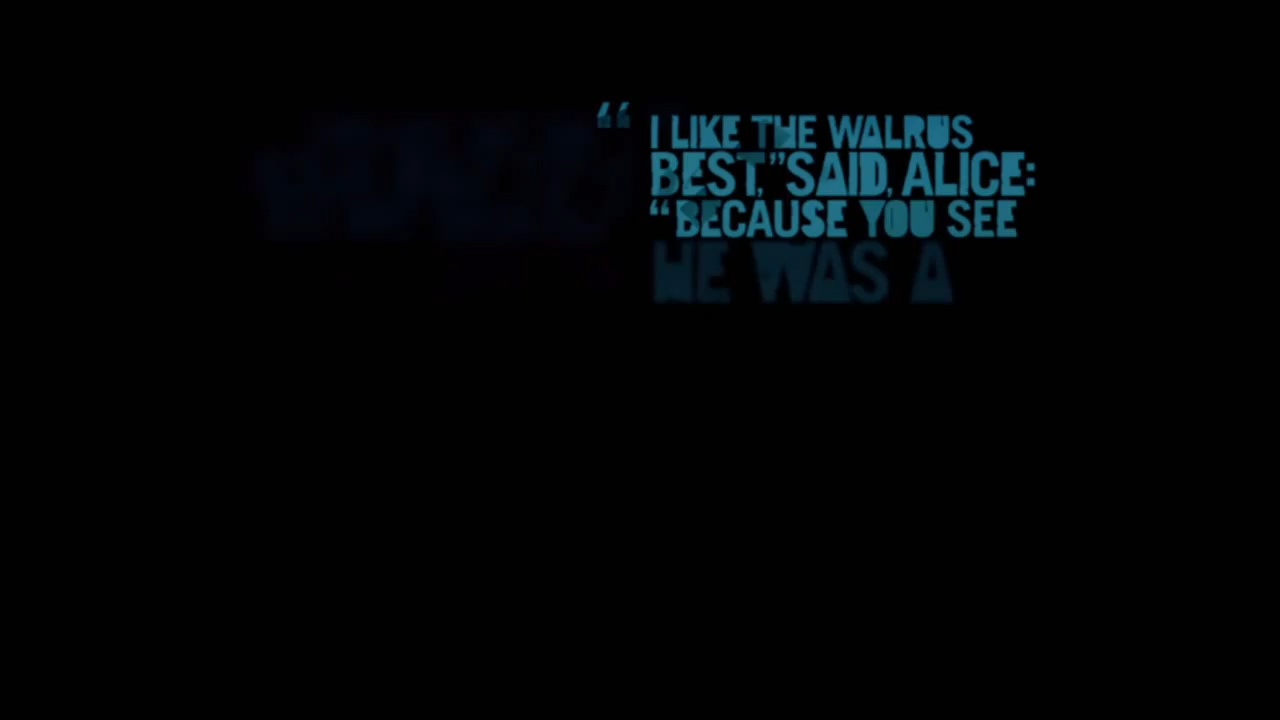 “ I LIKE THE WALRUS
BEST,”SAID, ALICE:
“BECAUSE YOU SEE
HE WAS A